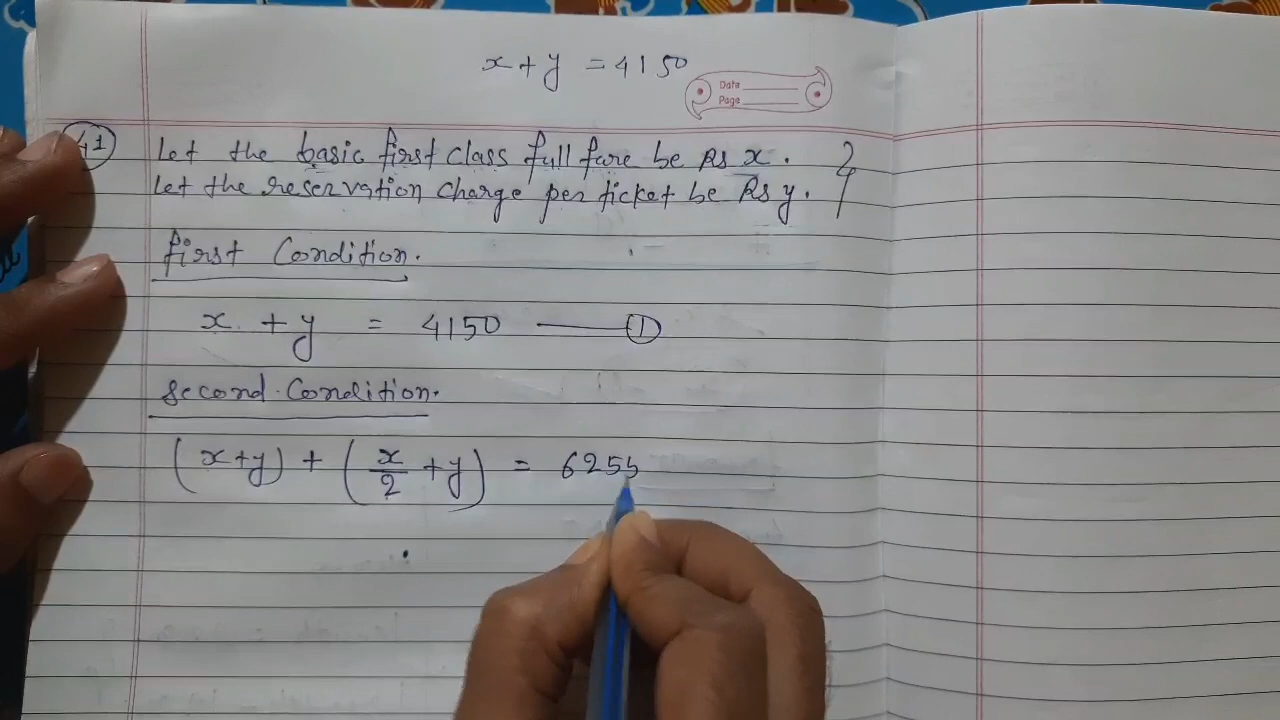 x + y = 4150
Date
Page
41 Let the basic first class full fare be Rs x.
Let the reservation charge per ticket be Rs y.
first Condition.
x + y = 4150 —— ①
Second Condition.
(x+y) + (x/2 + y) = 6255